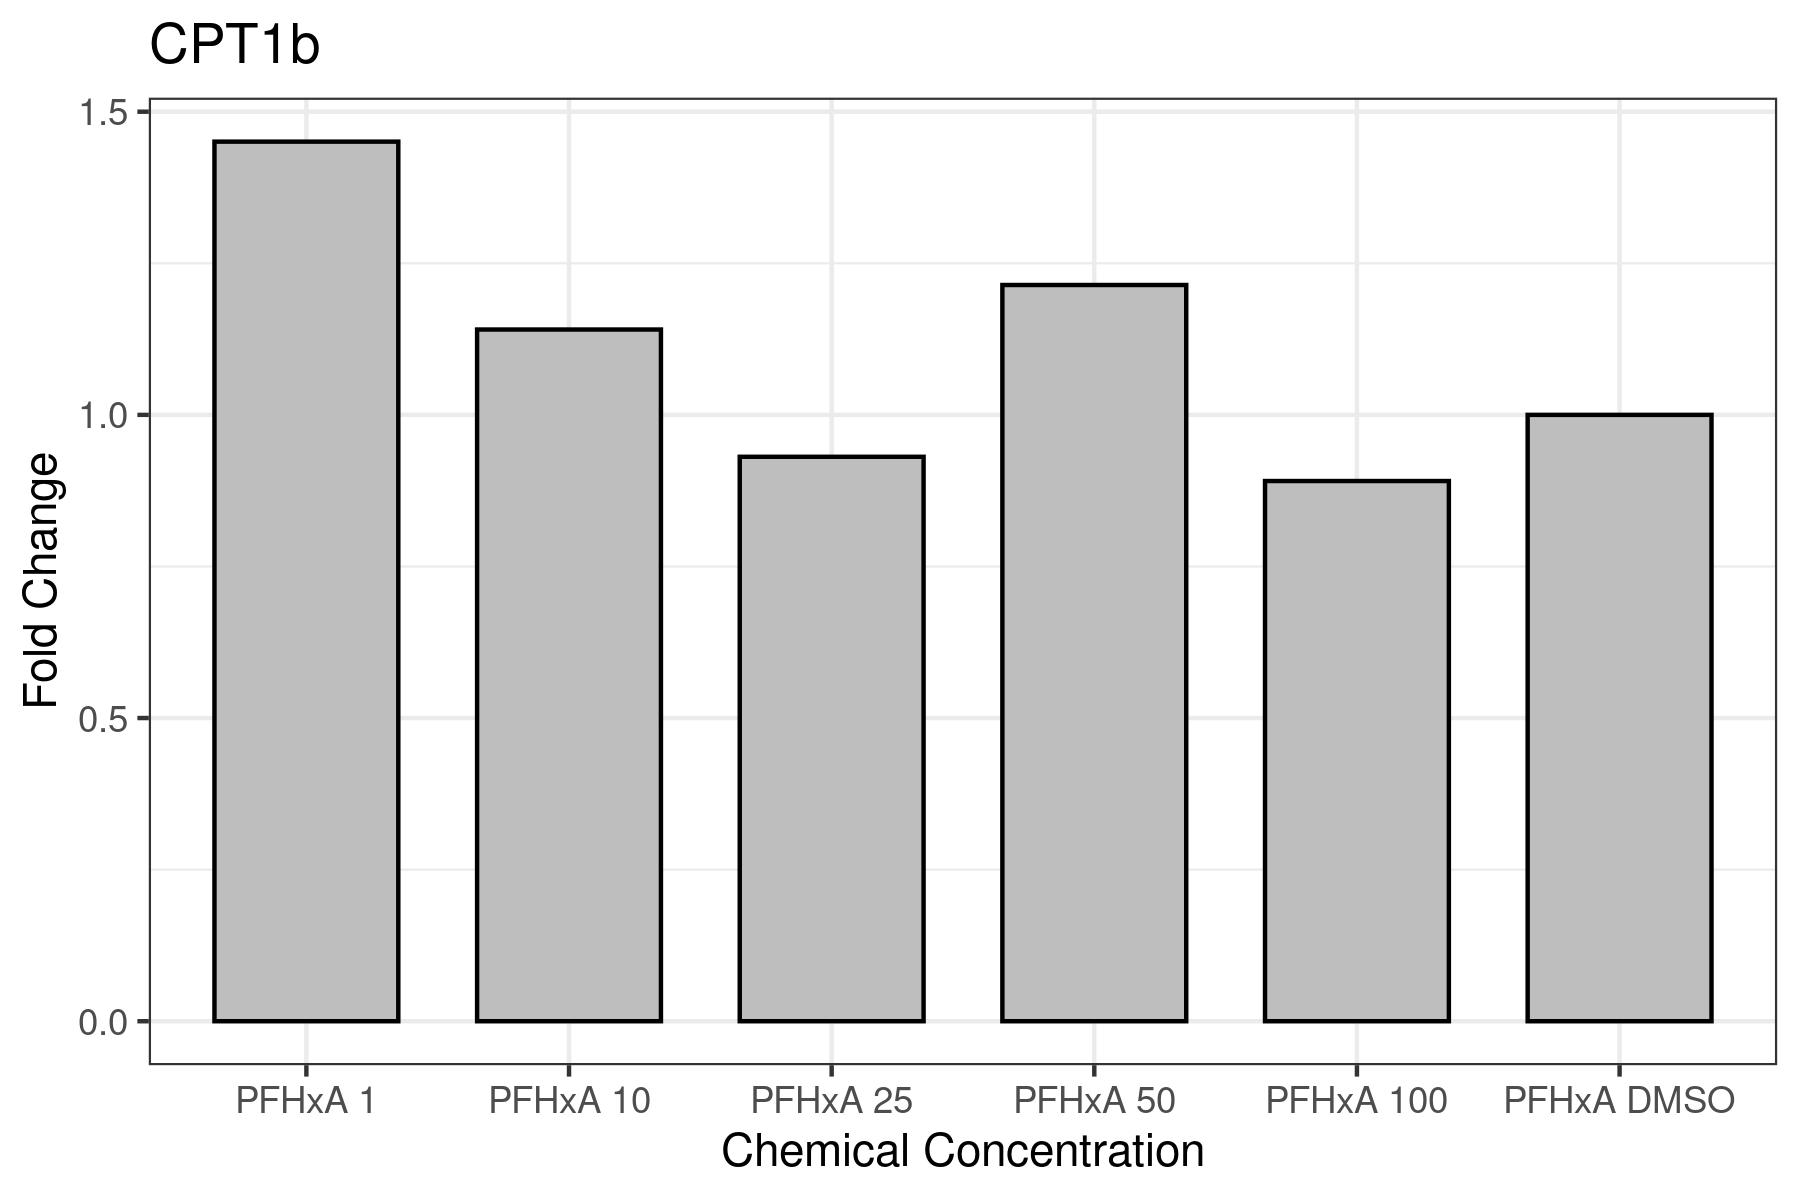 CPT1b
1.5
1.0
0.5
0.0
Fold Change
PFHxA 1 PFHxA 10 PFHxA 25 PFHxA 50 PFHxA 100 PFHxA DMSO
Chemical Concentration